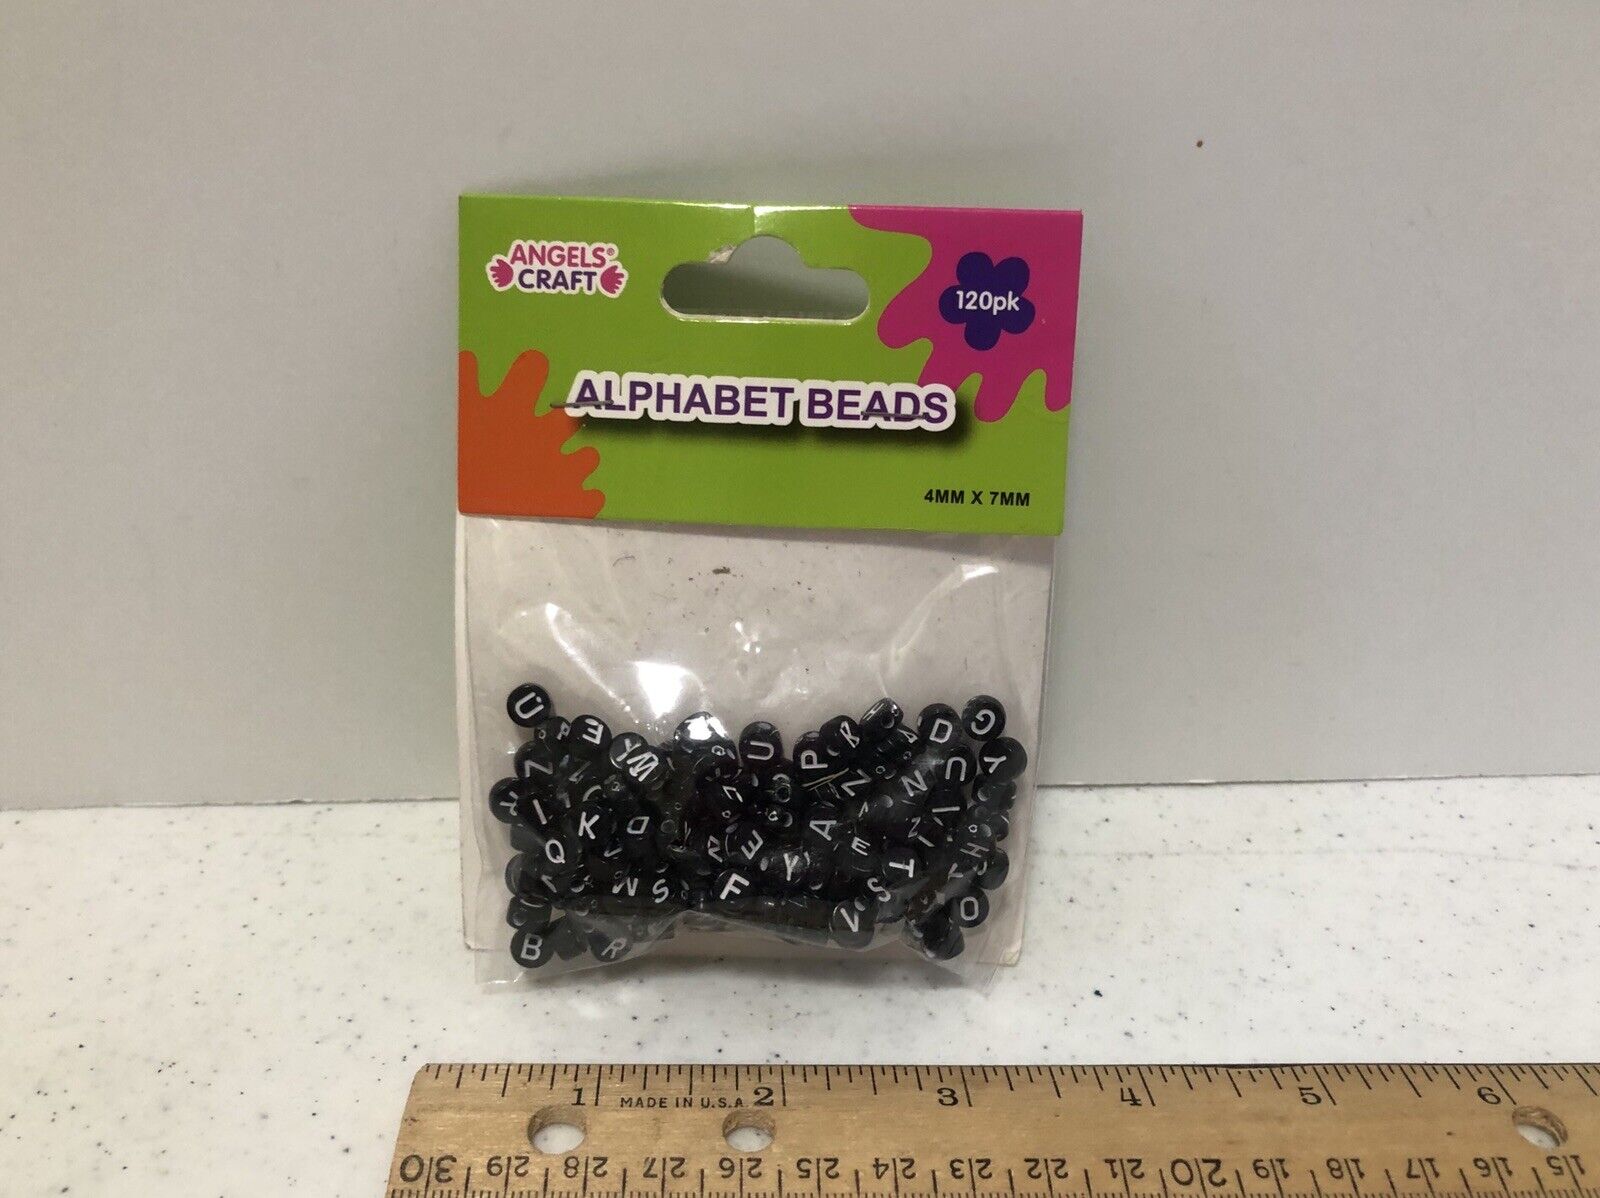 ANGELS®
CRAFT
120pk
ALPHABET BEADS
4MM X 7MM
U
E
W
U
P
R
D
G
Z
N
U
Y
I
K
D
A
Z
H
Q
E
Y
E
T
M
S
F
S
O
B
R
1 MADE IN U.S.A 2 3 4 5 6
30 29 28 27 26 25 24 23 22 21 20 19 18 17 16 15